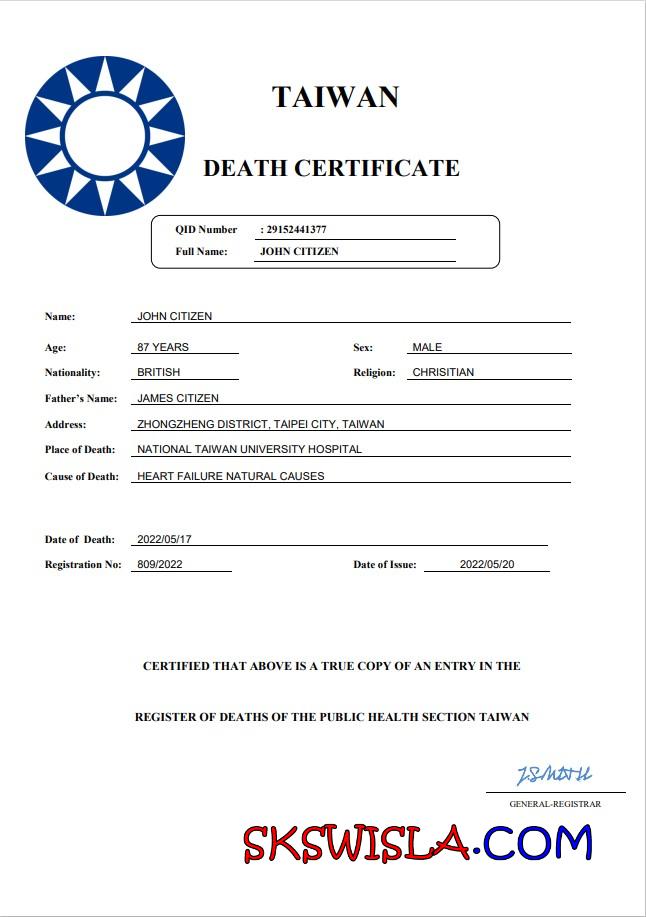 TAIWAN
DEATH CERTIFICATE
QID Number : 29152441377
Full Name: JOHN CITIZEN
Name: JOHN CITIZEN
Age: 87 YEARS Sex: MALE
Nationality: BRITISH Religion: CHRISITIAN
Father's Name: JAMES CITIZEN
Address: ZHONGZHENG DISTRICT, TAIPEI CITY, TAIWAN
Place of Death: NATIONAL TAIWAN UNIVERSITY HOSPITAL
Cause of Death: HEART FAILURE NATURAL CAUSES
Date of Death: 2022/05/17
Registration No: 809/2022 Date of Issue: 2022/05/20
CERTIFIED THAT ABOVE IS A TRUE COPY OF AN ENTRY IN THE
REGISTER OF DEATHS OF THE PUBLIC HEALTH SECTION TAIWAN
GENERAL-REGISTRAR
SKSWISLA.COM